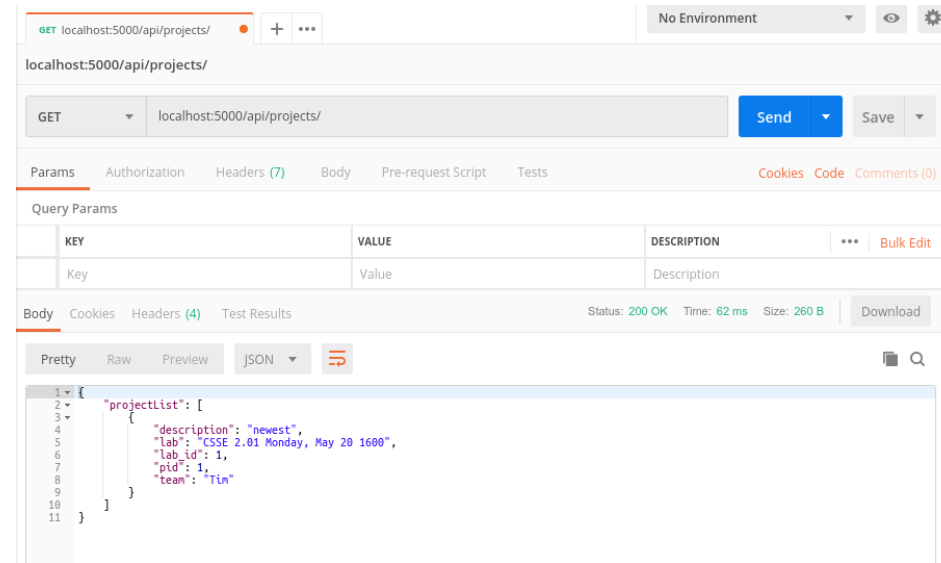 GET localhost:5000/api/projects/ + ••• No Environment
localhost:5000/api/projects/
GET localhost:5000/api/projects/ Send Save
Params Authorization Headers (7) Body Pre-request Script Tests Cookies Code Comments (0)
Query Params
KEY VALUE DESCRIPTION ••• Bulk Edit
Key Value Description
Body Cookies Headers (4) Test Results Status: 200 OK Time: 62 ms Size: 260 B Download
Pretty Raw Preview JSON
1 {
2 "projectList": [
3 {
4 "description": "newest",
5 "lab": "CSSE 2.01 Monday, May 20 1600",
6 "lab_id": 1,
7 "pid": 1,
8 "team": "Tim"
9 }
10 ]
11 }